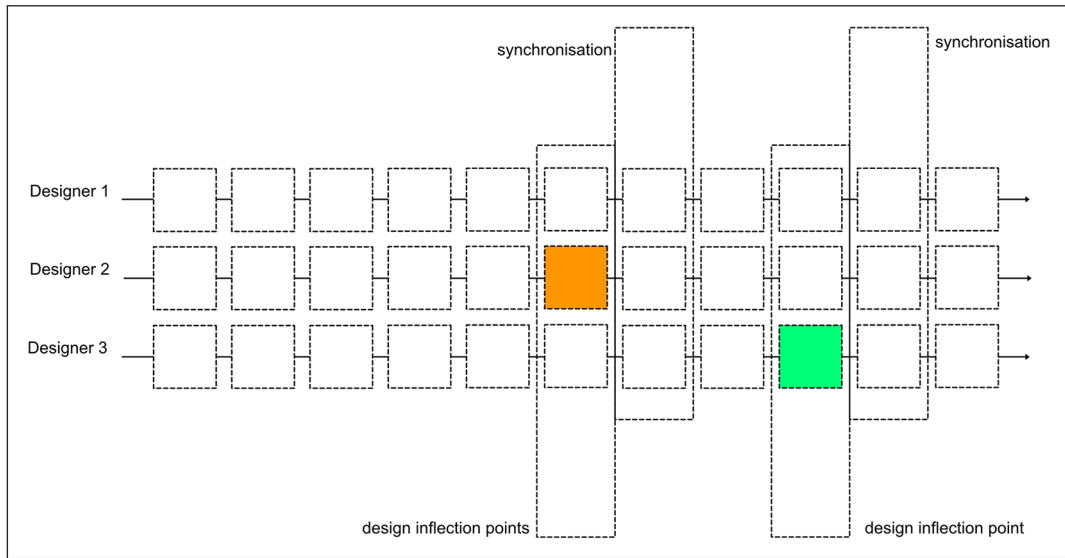 synchronisation
synchronisation
Designer 1
Designer 2
Designer 3
design inflection points
design inflection point